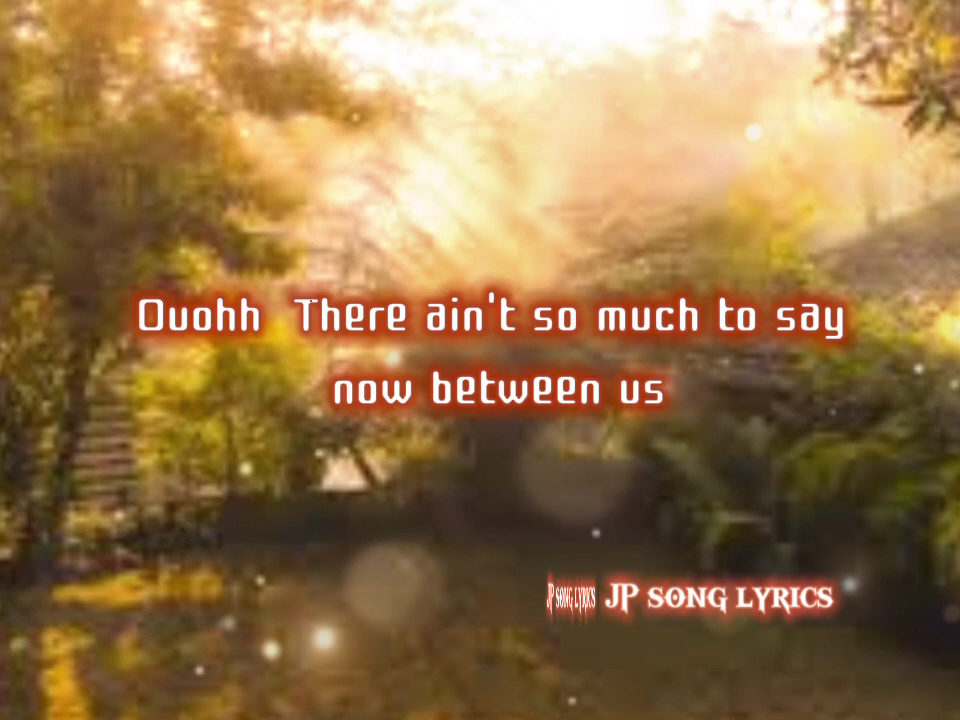 Ouohh There ain't so much to say
now between us
JP SONG LYRICS JP SONG LYRICS